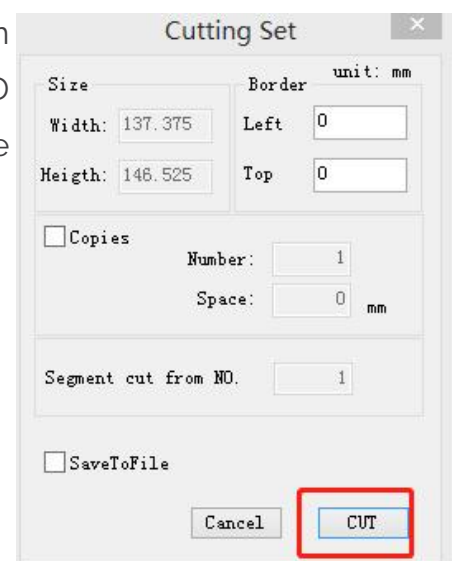 Cutting Set
unit: mm
Size
Width: 137.375
Heigth: 146.525
Border
Left 0
Top 0
Copies
Number: 1
Space: 0 mm
Segment cut from NO. 1
SaveToFile
Cancel CUT